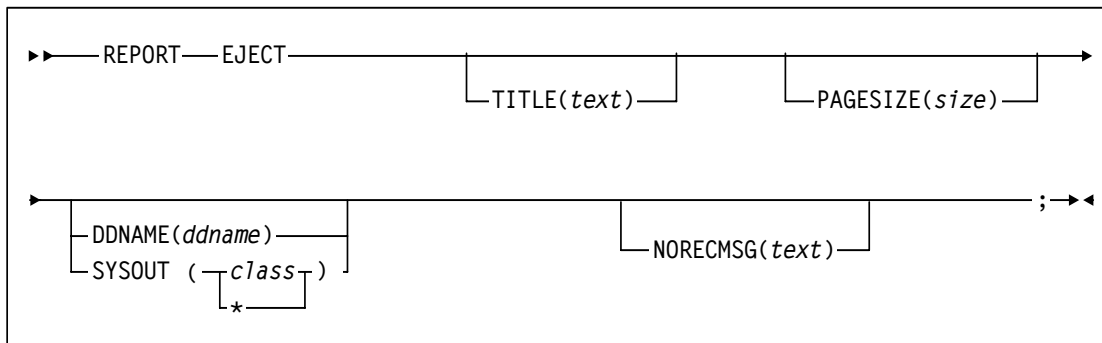 REPORT EJECT
TITLE(text) PAGESIZE(size)
;
DDNAME(ddname) NORECMSG(text)
SYSOUT (class)
*